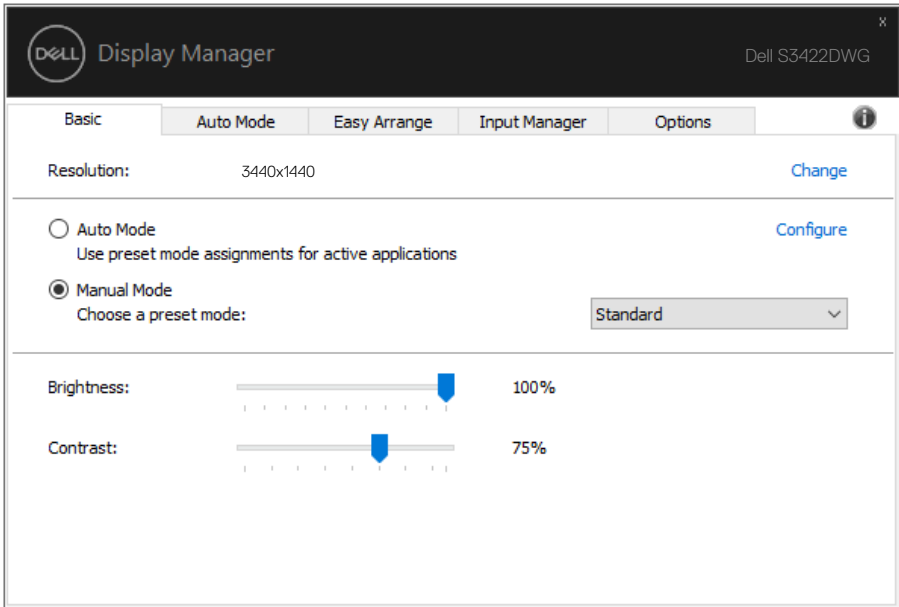 x
DELL Display Manager
Dell S3422DWG
Basic Auto Mode Easy Arrange Input Manager Options i
Resolution: 3440x1440 Change
Auto Mode Configure
Use preset mode assignments for active applications
Manual Mode
Choose a preset mode: Standard
Brightness: 100%
Contrast: 75%